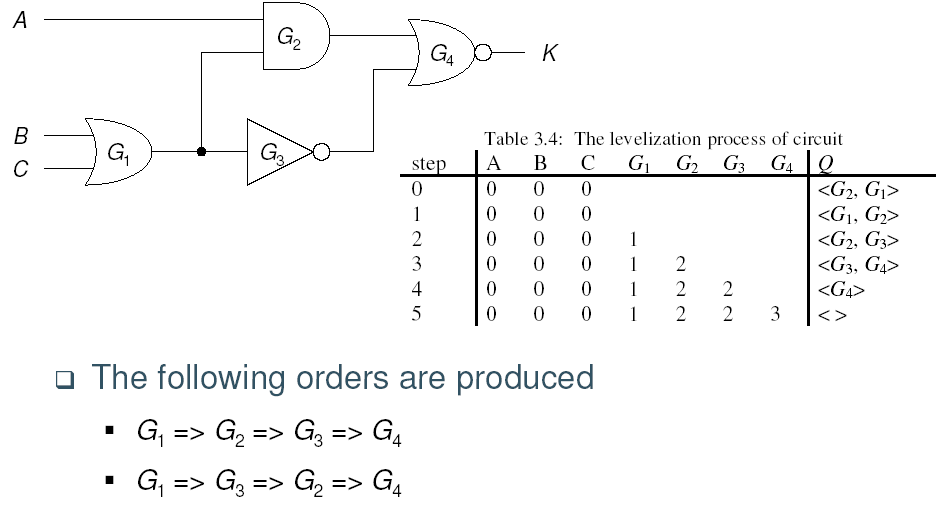 A
G2
G4
K
B
C
G1
G3
Table 3.4: The levelization process of circuit
step A B C G1 G2 G3 G4 Q
0 0 0 0 <G2, G1>
1 0 0 0 <G1, G2>
2 0 0 0 1 <G2, G3>
3 0 0 0 1 2 <G3, G4>
4 0 0 0 1 2 2 <G4>
5 0 0 0 1 2 2 3 < >
❑ The following orders are produced
▪ G1 => G2 => G3 => G4
▪ G1 => G3 => G2 => G4